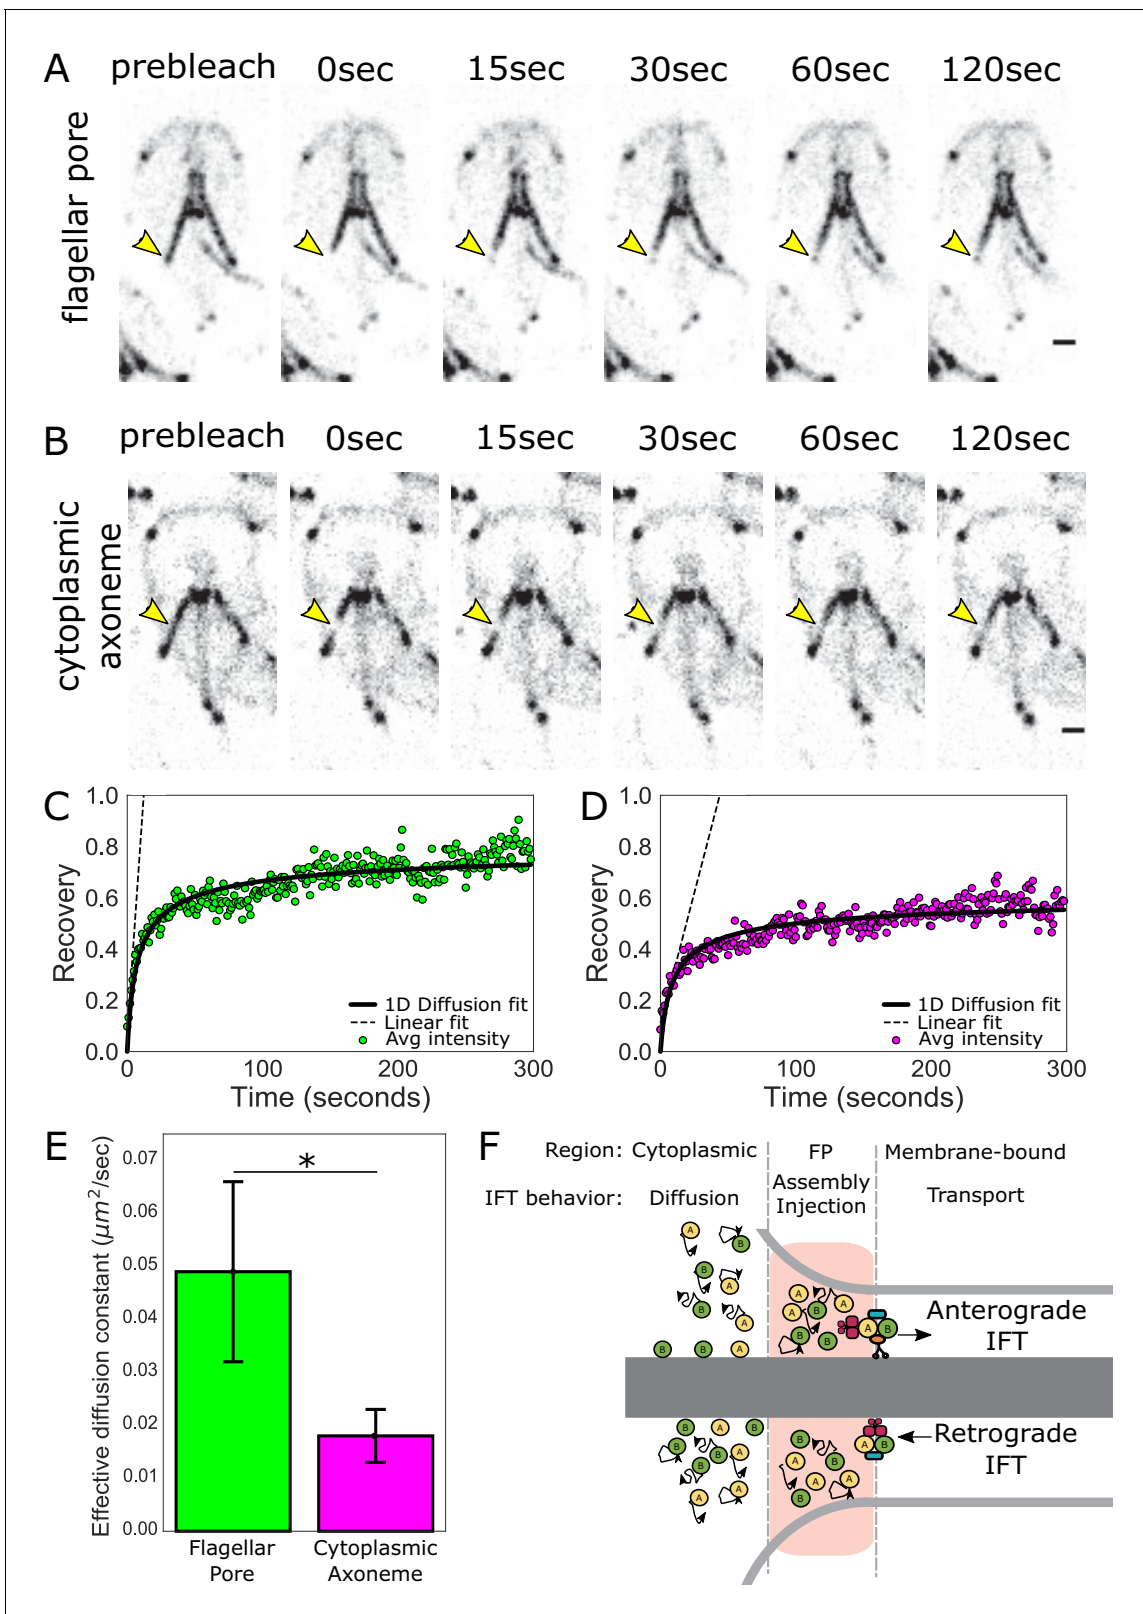 A
prebleach 0sec 15sec 30sec 60sec 120sec
flagellar pore
B
prebleach 0sec 15sec 30sec 60sec 120sec
cytoplasmic
axoneme
C
1.0
0.8
0.6
0.4
0.2
0.0
Recovery
1D Diffusion fit
Linear fit
Avg intensity
0 100 200 300
Time (seconds)
D
1.0
0.8
0.6
0.4
0.2
0.0
Recovery
1D Diffusion fit
Linear fit
Avg intensity
0 100 200 300
Time (seconds)
E
Effective diffusion constant (μm²/sec)
0.07
0.06
0.05
0.04
0.03
0.02
0.01
0.00
*
Flagellar
Pore
Cytoplasmic
Axoneme
F
Region: Cytoplasmic FP Membrane-bound
IFT behavior: Diffusion Assembly
Injection Transport
A B
B A
B A
B B A
A A B
A B
B A B
Anterograde
IFT
B A B
B A
B
A A
B A B
A B
A A
B
Retrograde
IFT